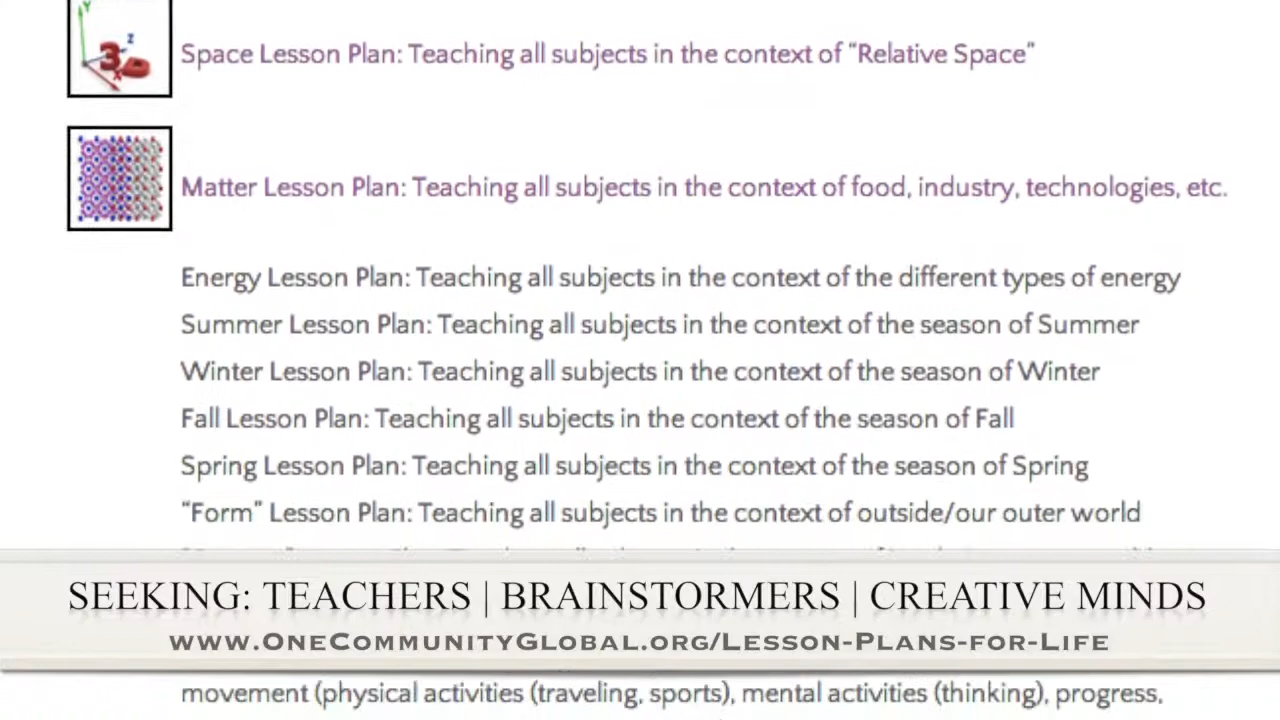 Y
Z
3D
X
Space Lesson Plan: Teaching all subjects in the context of “Relative Space”
Matter Lesson Plan: Teaching all subjects in the context of food, industry, technologies, etc.
Energy Lesson Plan: Teaching all subjects in the context of the different types of energy
Summer Lesson Plan: Teaching all subjects in the context of the season of Summer
Winter Lesson Plan: Teaching all subjects in the context of the season of Winter
Fall Lesson Plan: Teaching all subjects in the context of the season of Fall
Spring Lesson Plan: Teaching all subjects in the context of the season of Spring
“Form” Lesson Plan: Teaching all subjects in the context of outside/our outer world
SEEKING: TEACHERS | BRAINSTORMERS | CREATIVE MINDS
www.OneCommunityGlobal.org/Lesson-Plans-for-Life
movement (physical activities (traveling, sports), mental activities (thinking), progress,